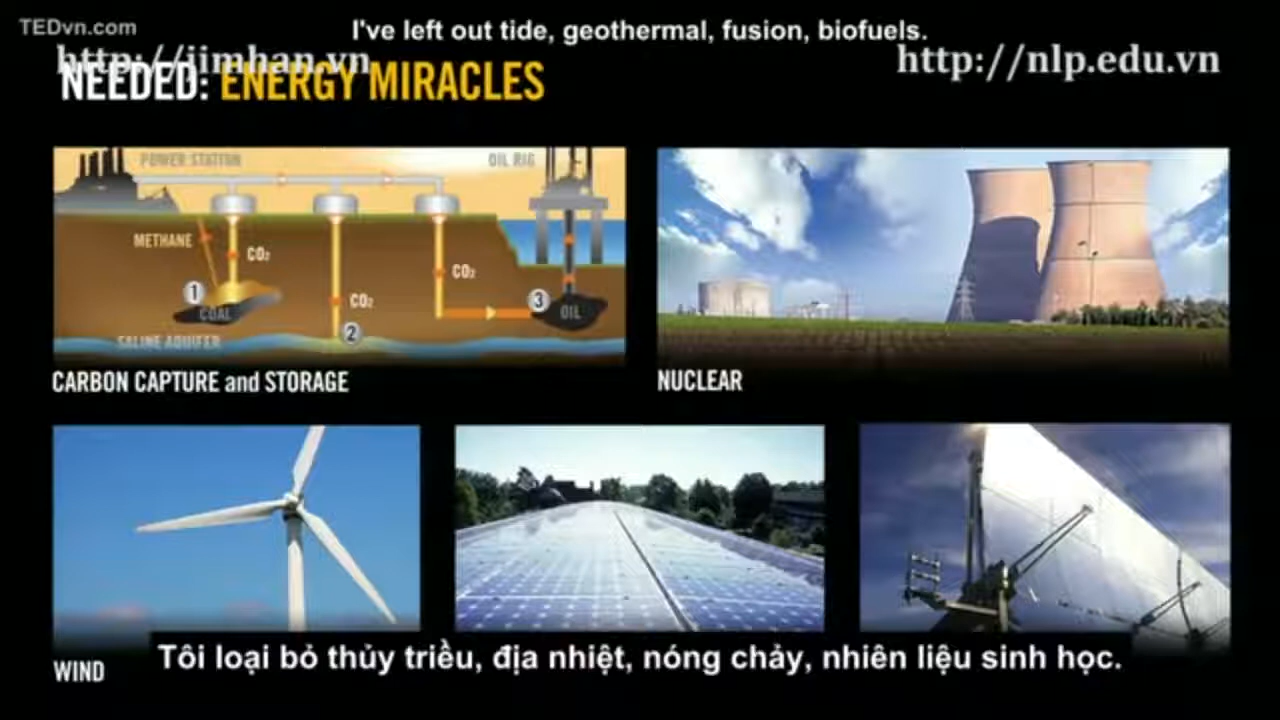 TEDvn.com
I've left out tide, geothermal, fusion, biofuels.
http://jimhan.vn
http://nlp.edu.vn
NEEDED: ENERGY MIRACLES
POWER STATION
OIL RIG
METHANE
CO₂
CO₂
CO₂
1
COAL
2
3
OIL
SALINE AQUIFER
CARBON CAPTURE and STORAGE
NUCLEAR
Tôi loại bỏ thủy triều, địa nhiệt, nóng chảy, nhiên liệu sinh học.
WIND